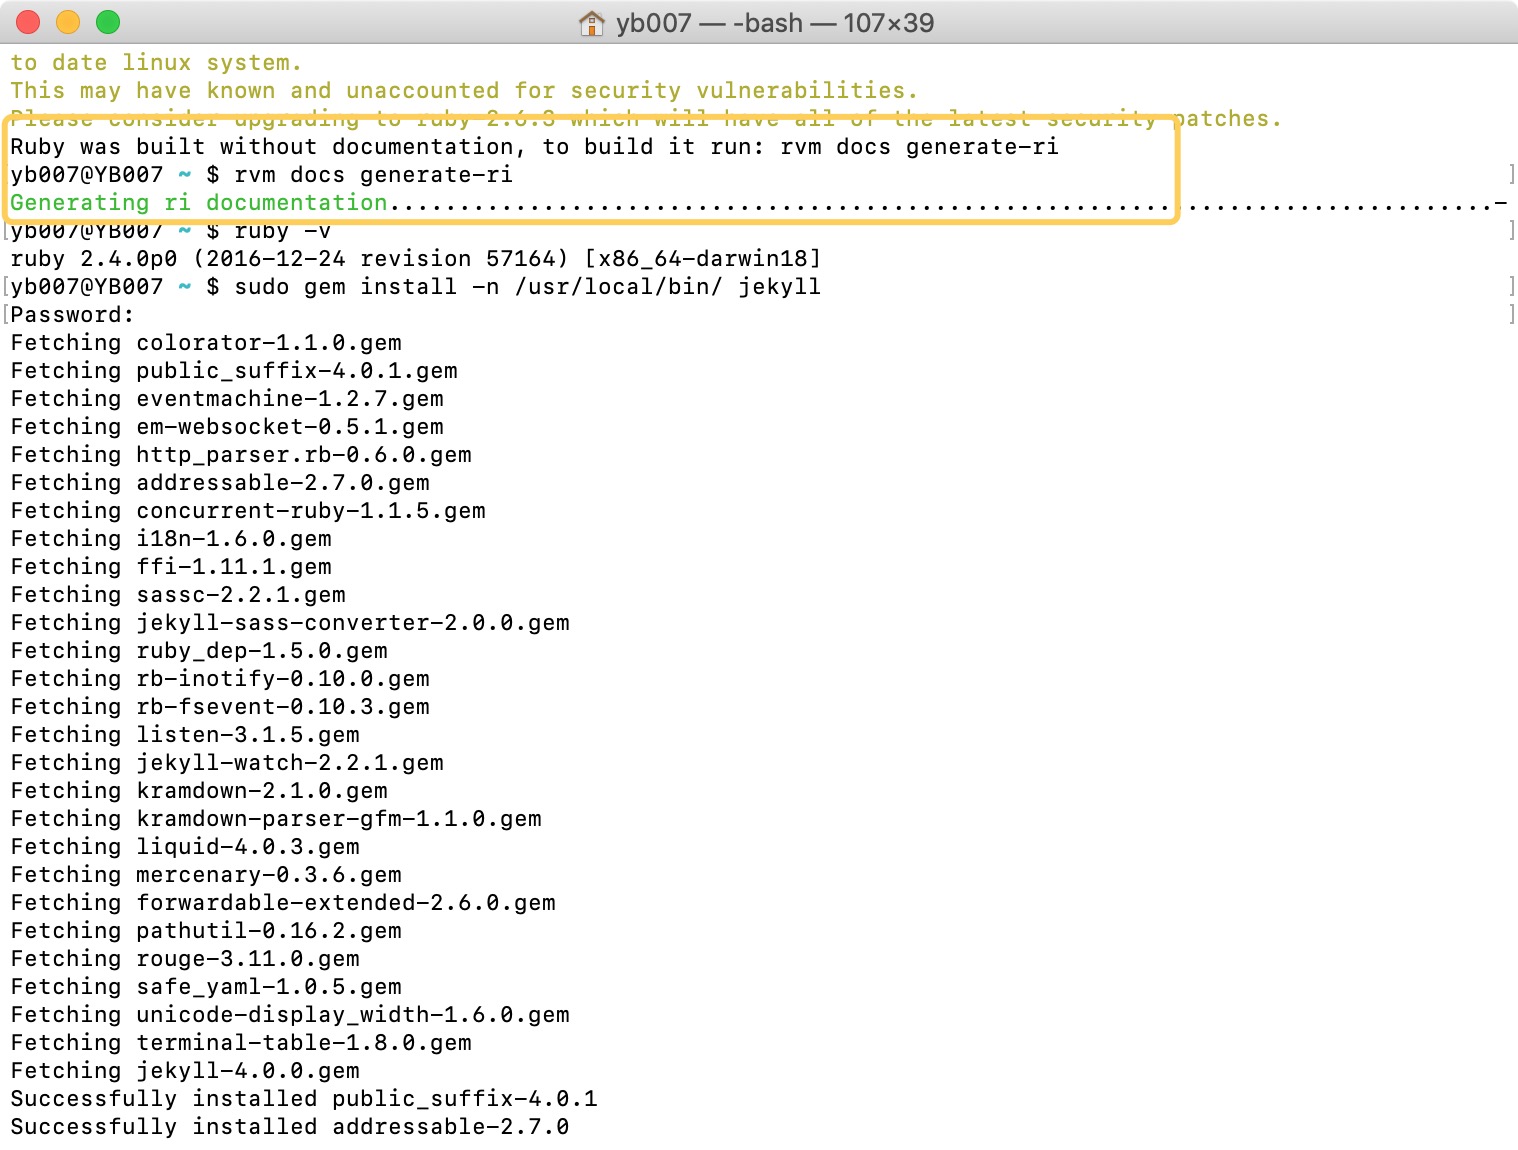 yb007 — -bash — 107×39
to date linux system.
This may have known and unaccounted for security vulnerabilities.
Please consider upgrading to ruby-2.6.3 which will have all of the latest security patches.
Ruby was built without documentation, to build it run: rvm docs generate-ri
yb007@YB007 ~ $ rvm docs generate-ri
Generating ri documentation...............................................................................-
yb007@YB007 ~ $ ruby -v
ruby 2.4.0p0 (2016-12-24 revision 57164) [x86_64-darwin18]
yb007@YB007 ~ $ sudo gem install -n /usr/local/bin/ jekyll
Password:
Fetching colorator-1.1.0.gem
Fetching public_suffix-4.0.1.gem
Fetching eventmachine-1.2.7.gem
Fetching em-websocket-0.5.1.gem
Fetching http_parser.rb-0.6.0.gem
Fetching addressable-2.7.0.gem
Fetching concurrent-ruby-1.1.5.gem
Fetching i18n-1.6.0.gem
Fetching ffi-1.11.1.gem
Fetching sassc-2.2.1.gem
Fetching jekyll-sass-converter-2.0.0.gem
Fetching ruby_dep-1.5.0.gem
Fetching rb-inotify-0.10.0.gem
Fetching rb-fsevent-0.10.3.gem
Fetching listen-3.1.5.gem
Fetching jekyll-watch-2.2.1.gem
Fetching kramdown-2.1.0.gem
Fetching kramdown-parser-gfm-1.1.0.gem
Fetching liquid-4.0.3.gem
Fetching mercenary-0.3.6.gem
Fetching forwardable-extended-2.6.0.gem
Fetching pathutil-0.16.2.gem
Fetching rouge-3.11.0.gem
Fetching safe_yaml-1.0.5.gem
Fetching unicode-display_width-1.6.0.gem
Fetching terminal-table-1.8.0.gem
Fetching jekyll-4.0.0.gem
Successfully installed public_suffix-4.0.1
Successfully installed addressable-2.7.0